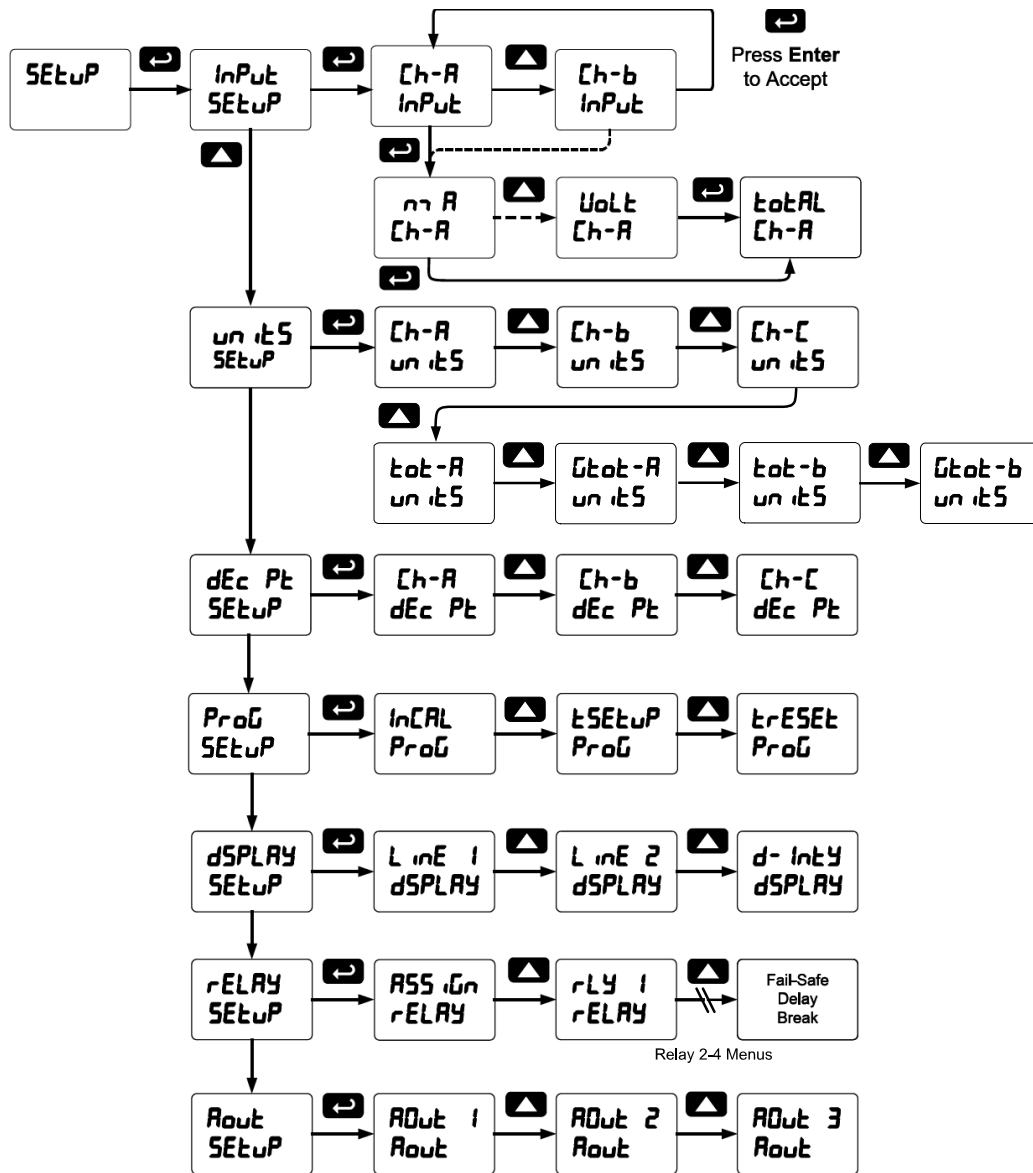 Press Enter
to Accept
SEtuP
InPut
SEtuP
Ch-A
InPut
Ch-b
InPut
mA
Ch-A
VoLt
Ch-A
totAL
Ch-A
unitS
SEtuP
Ch-A
unitS
Ch-b
unitS
Ch-C
unitS
tot-A
unitS
Gtot-A
unitS
tot-b
unitS
Gtot-b
unitS
dEc Pt
SEtuP
Ch-A
dEc Pt
Ch-b
dEc Pt
Ch-C
dEc Pt
ProG
SEtuP
InCAL
ProG
tSEtuP
ProG
trESEt
ProG
dSPLAY
SEtuP
LinE 1
dSPLAY
LinE 2
dSPLAY
d-IntY
dSPLAY
rELAY
SEtuP
ASSiGn
rELAY
rLY 1
rELAY
Fail-Safe
Delay
Break
Relay 2-4 Menus
Aout
SEtuP
AOut 1
Aout
AOut 2
Aout
AOut 3
Aout